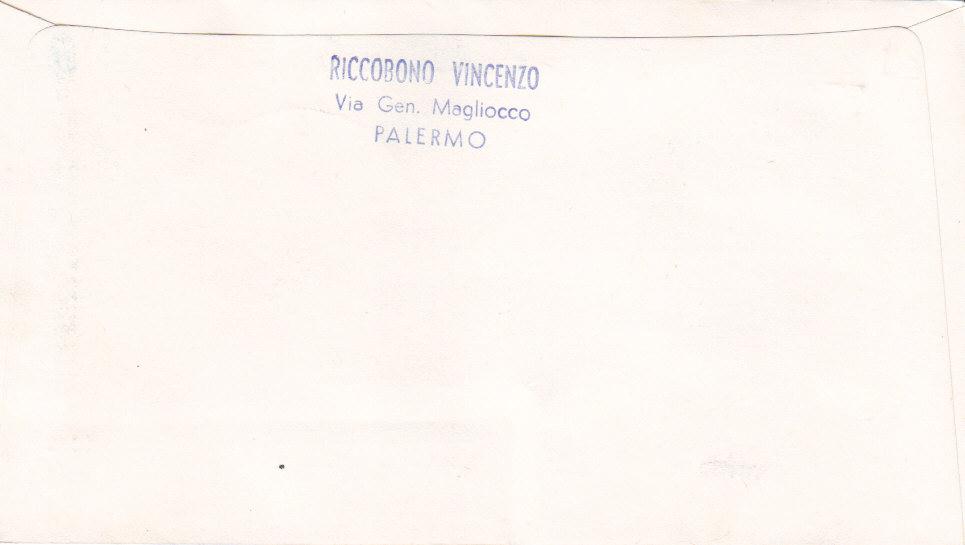 RICCOBONO VINCENZO
Via Gen. Magliocco
PALERMO